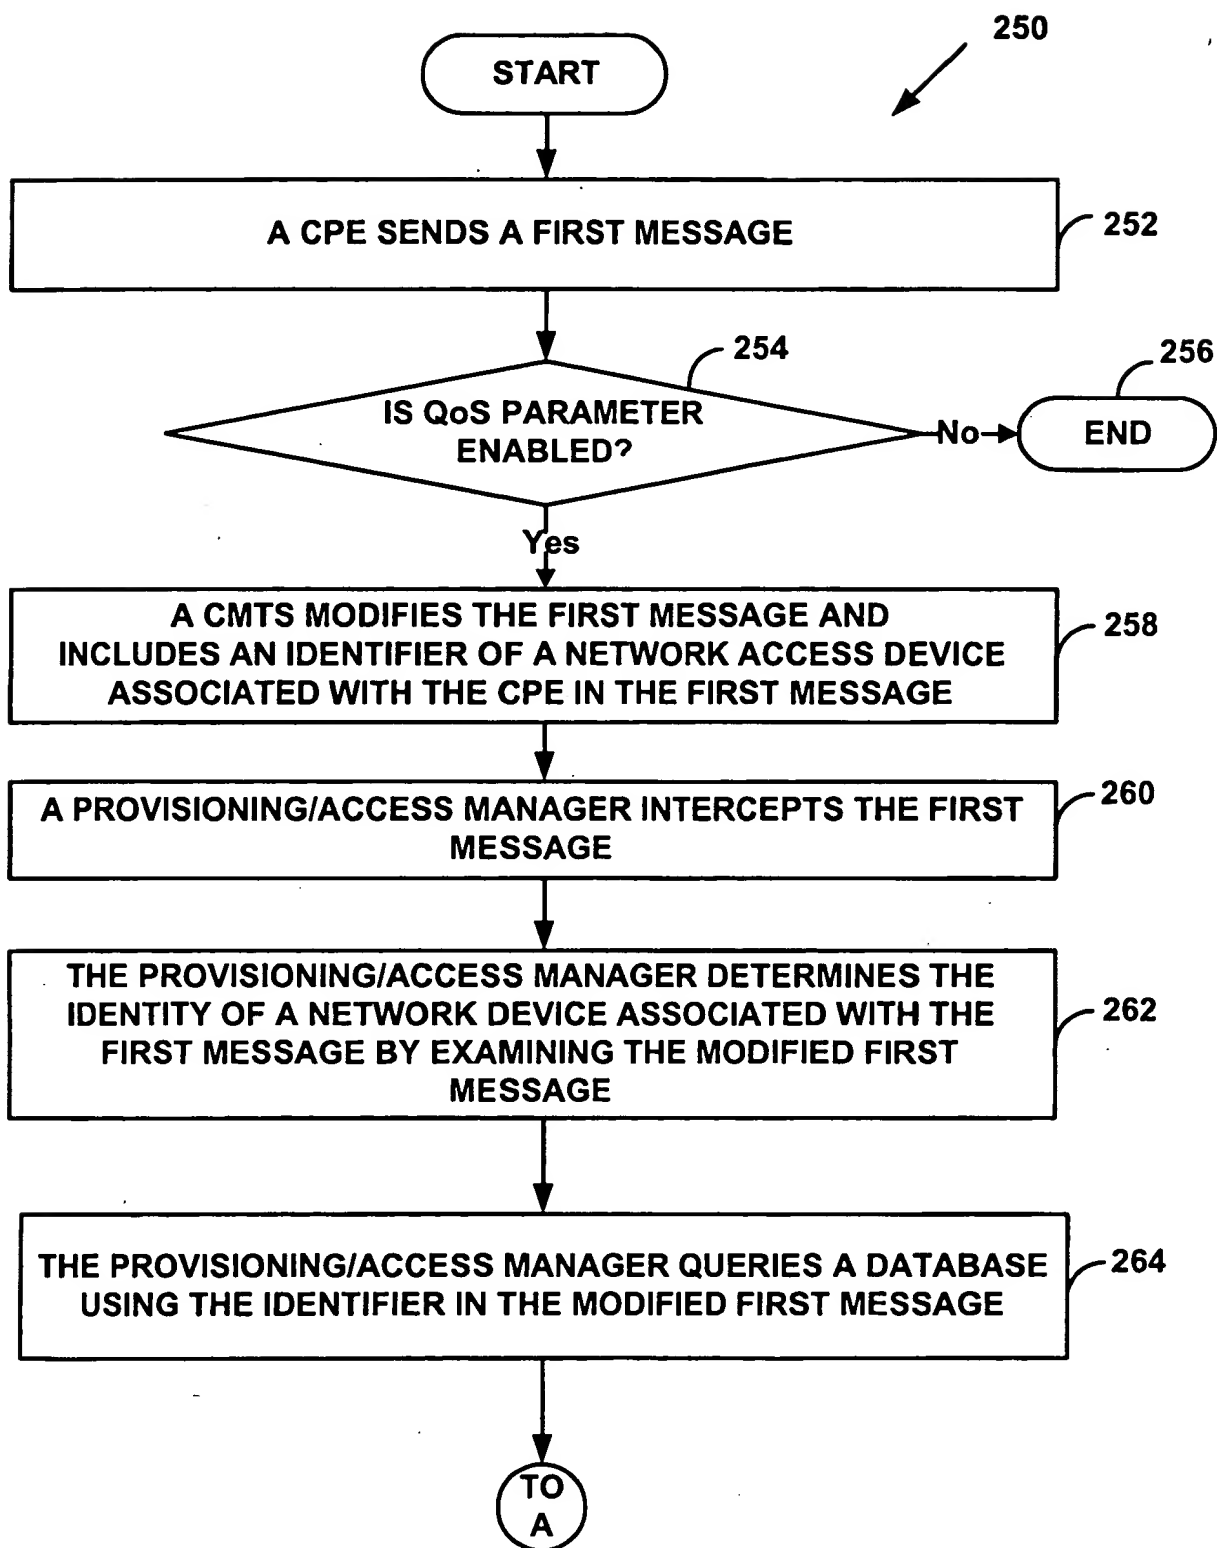 250
START
A CPE SENDS A FIRST MESSAGE
252
254
256
IS QoS PARAMETER
ENABLED?
No
END
Yes
A CMTS MODIFIES THE FIRST MESSAGE AND
INCLUDES AN IDENTIFIER OF A NETWORK ACCESS DEVICE
ASSOCIATED WITH THE CPE IN THE FIRST MESSAGE
258
A PROVISIONING/ACCESS MANAGER INTERCEPTS THE FIRST
MESSAGE
260
THE PROVISIONING/ACCESS MANAGER DETERMINES THE
IDENTITY OF A NETWORK DEVICE ASSOCIATED WITH THE
FIRST MESSAGE BY EXAMINING THE MODIFIED FIRST
MESSAGE
262
THE PROVISIONING/ACCESS MANAGER QUERIES A DATABASE
USING THE IDENTIFIER IN THE MODIFIED FIRST MESSAGE
264
TO
A